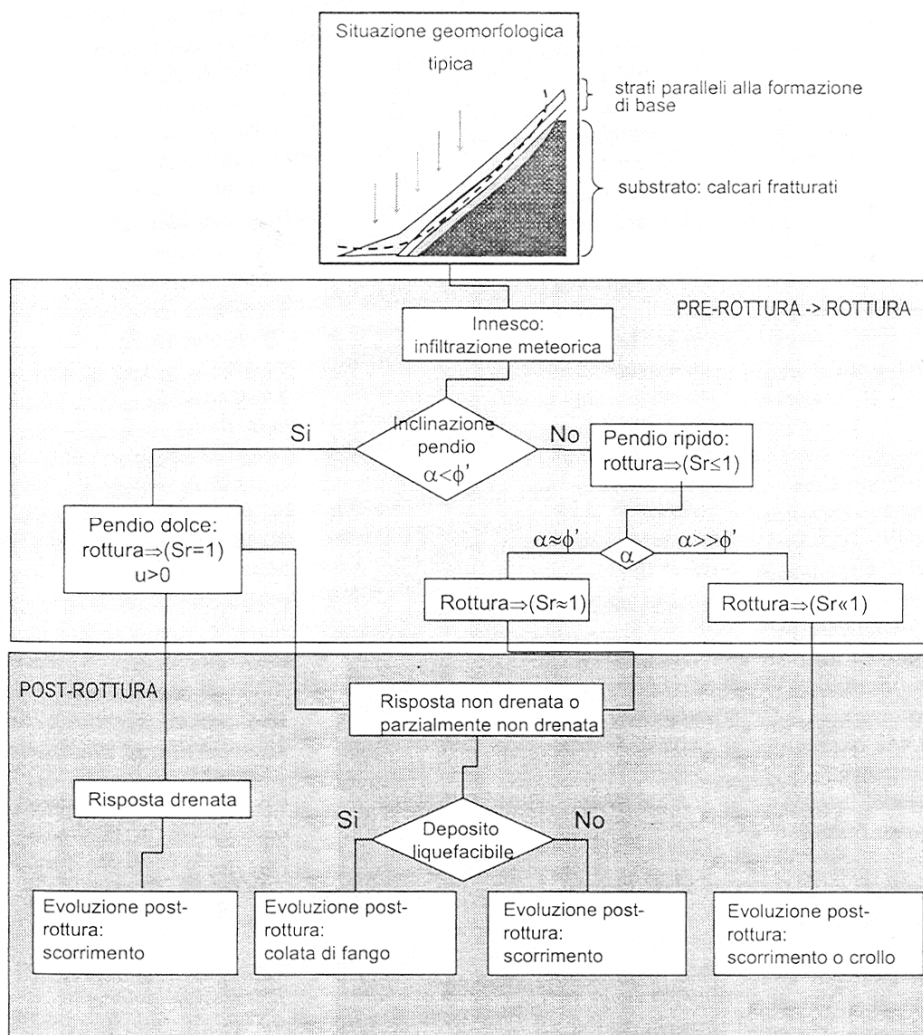 Situazione geomorfologica
tipica
strati paralleli alla formazione
di base
substrato: calcari fratturati
PRE-ROTTURA -> ROTTURA
Innesco:
infiltrazione meteorica
Si
Inclinazione
pendio
α<ϕ'
No
Pendio ripido:
rottura⇒(Sr≤1)
Pendio dolce:
rottura⇒(Sr=1)
u>0
α≈ϕ'
α
α>>ϕ'
Rottura⇒(Sr≈1)
Rottura⇒(Sr«1)
POST-ROTTURA
Risposta non drenata o
parzialmente non drenata
Risposta drenata
Si
Deposito
liquefacibile
No
Evoluzione post-
rottura:
scorrimento
Evoluzione post-
rottura:
colata di fango
Evoluzione post-
rottura:
scorrimento
Evoluzione post-
rottura:
scorrimento o crollo